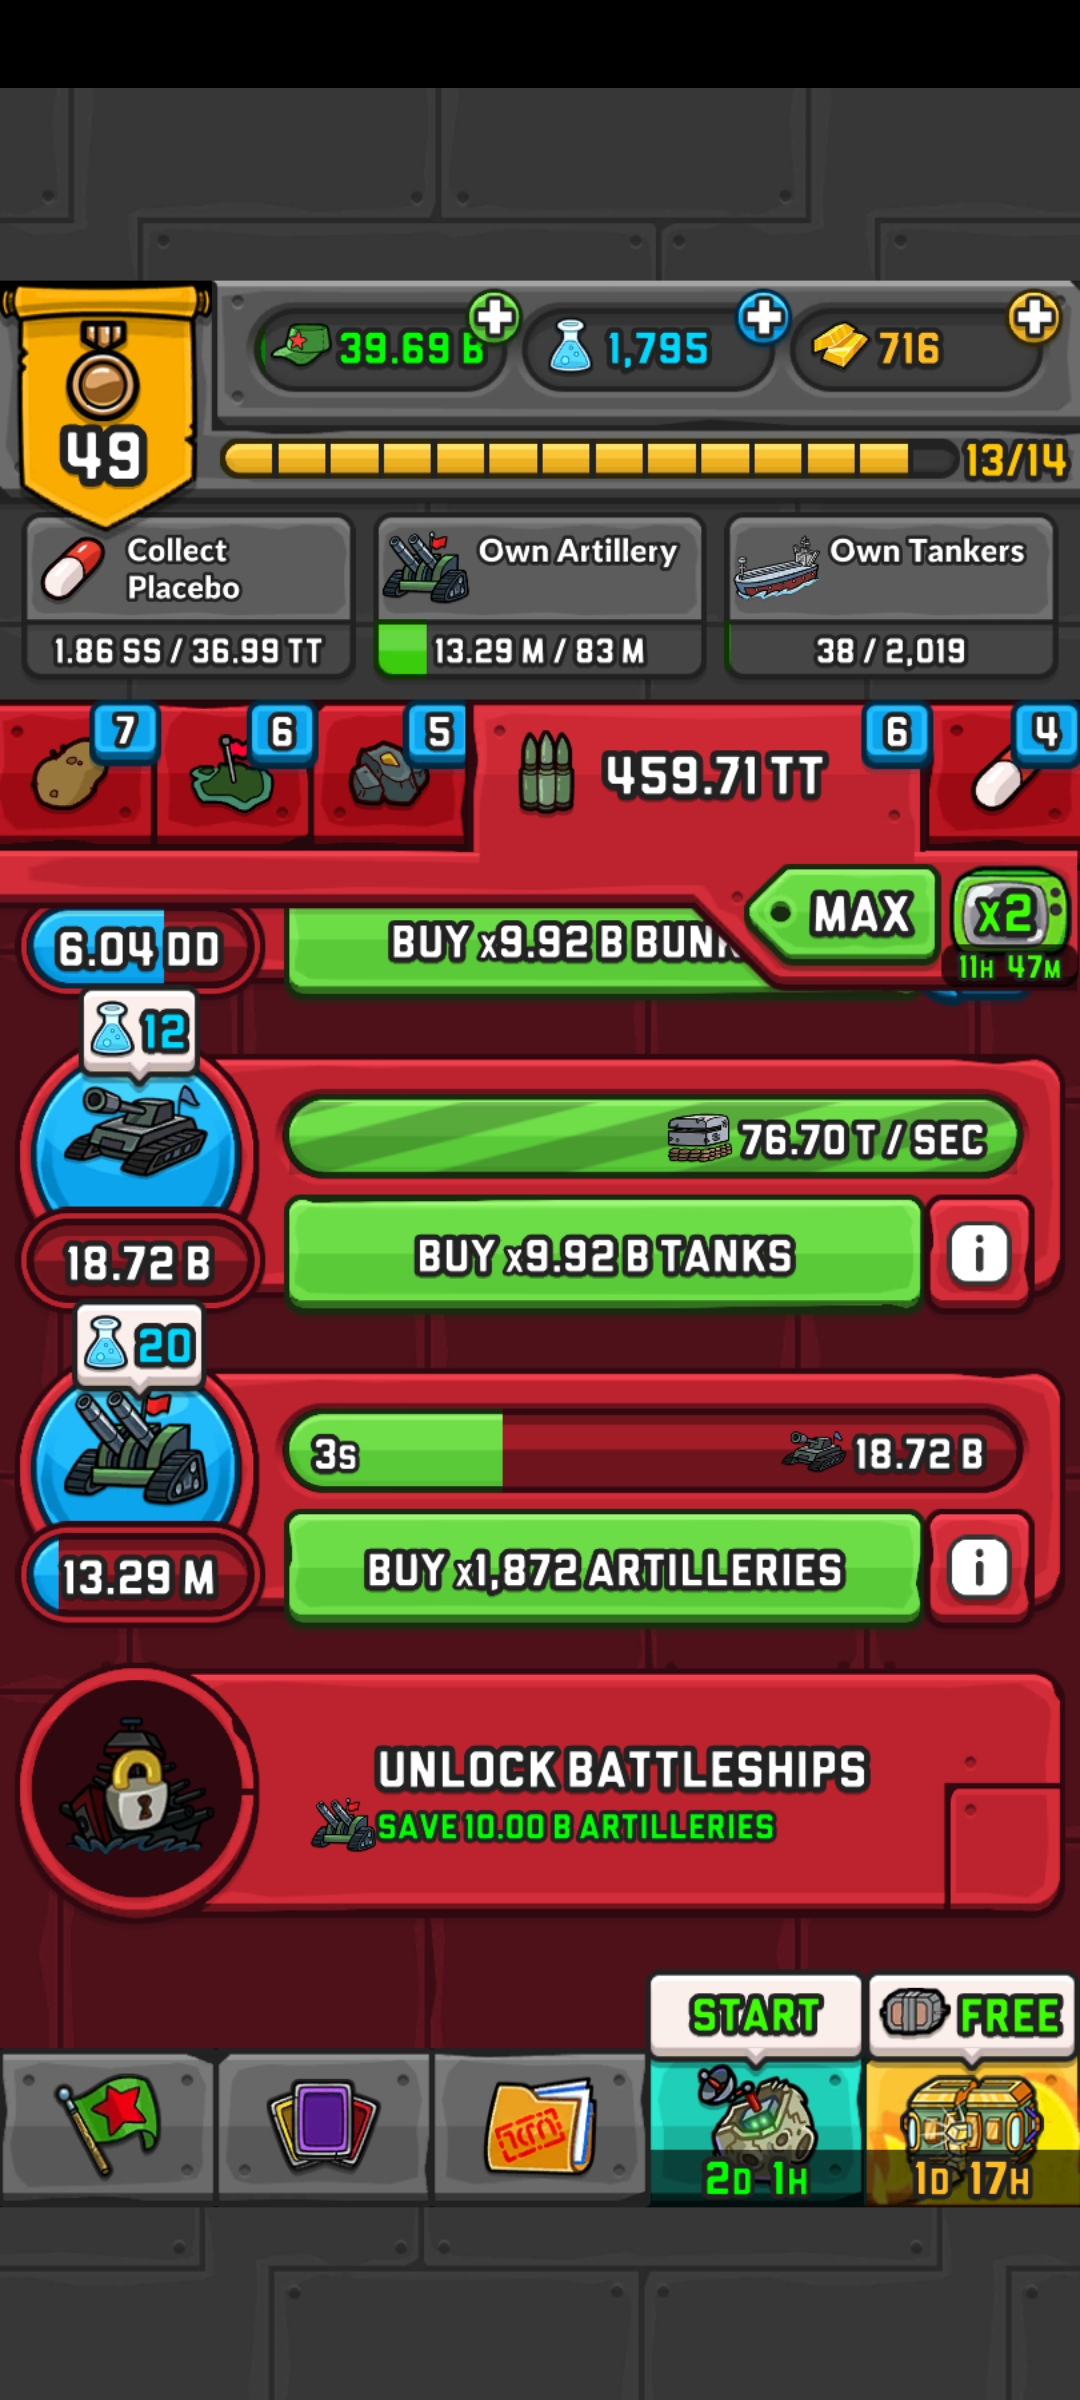 39.69 B
1,795
716
49
13/14
Collect
Placebo
1.86 SS / 36.99 TT
Own Artillery
13.29 M / 83 M
Own Tankers
38 / 2,019
7
6
5
459.71 TT
6
4
MAX
x2
11H 47M
6.04 DD
BUY x9.92 B
12
76.70 T / SEC
18.72 B
BUY x9.92 B TANKS
i
20
3s
18.72 B
13.29 M
BUY x1,872 ARTILLERIES
i
UNLOCK BATTLESHIPS
SAVE 10.00 B ARTILLERIES
START
FREE
2D 1H
1D 17H